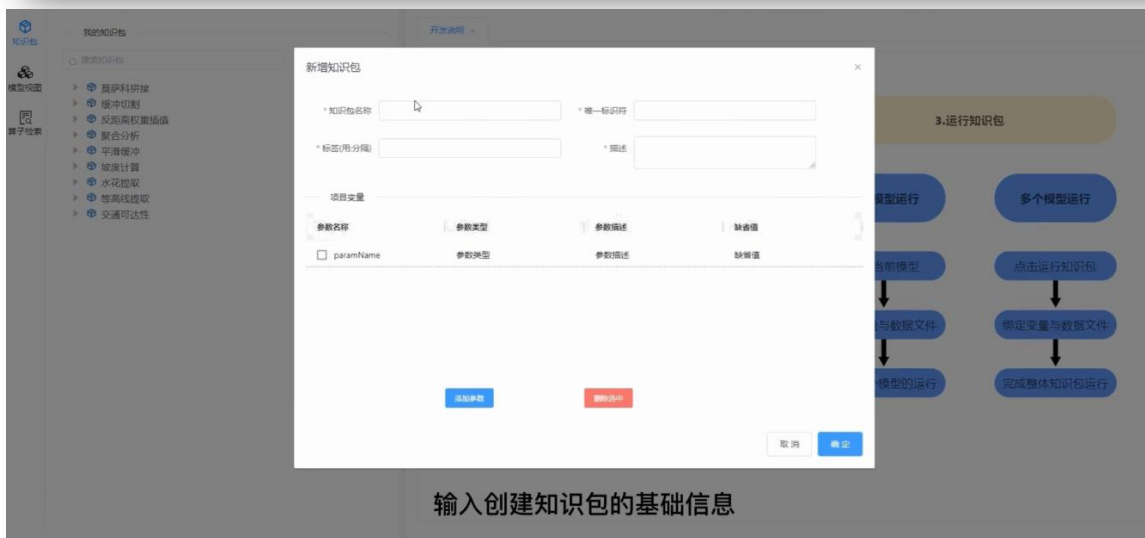 知识包
模型视图
算子检索
我的知识包
搜索知识包
莫萨科拼接
缓冲切割
反距离权重插值
聚合分析
平滑缓冲
坡度计算
水花提取
等高线提取
交通可达性
开发说明
新增知识包
* 知识包名称
* 唯一标识符
* 标签(用;分隔)
* 描述
项目变量
参数名称 参数类型 参数描述 缺省值
paramName 参数类型 参数描述 缺省值
添加参数 删除选中
取消 确定
3.运行知识包
模型运行 多个模型运行
当前模型 点击运行知识包
与数据文件 绑定变量与数据文件
模型的运行 完成整体知识包运行
输入创建知识包的基础信息